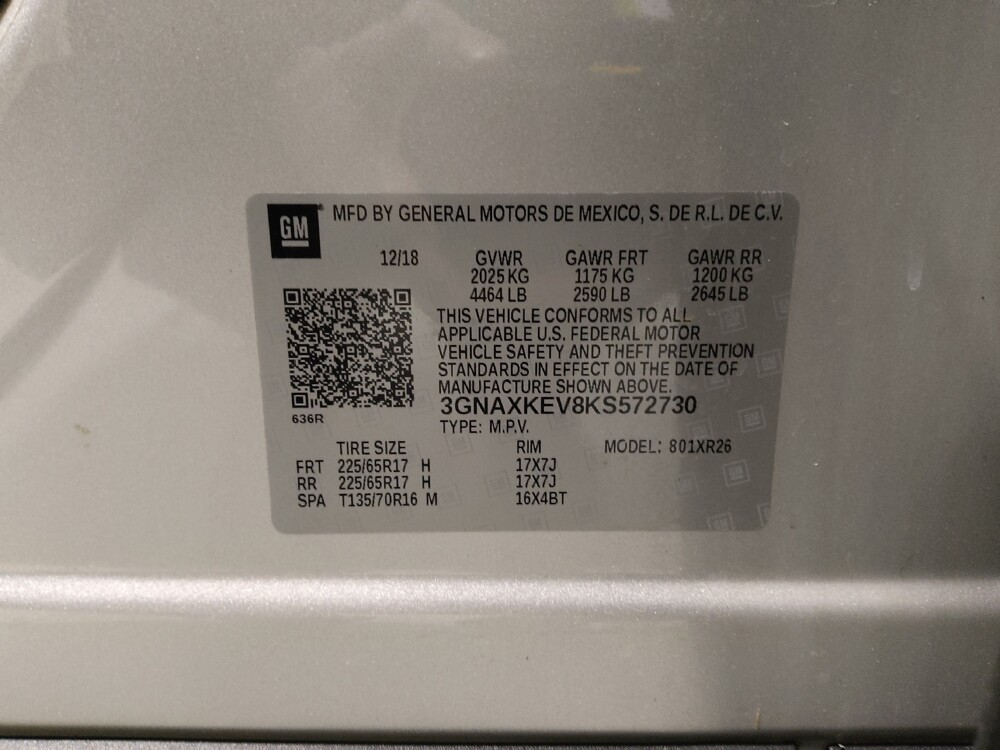 GM
MFD BY GENERAL MOTORS DE MEXICO, S. DE R.L. DE C.V.
12/18 GVWR GAWR FRT GAWR RR
2025 KG 1175 KG 1200 KG
4464 LB 2590 LB 2645 LB
THIS VEHICLE CONFORMS TO ALL
APPLICABLE U.S. FEDERAL MOTOR
VEHICLE SAFETY AND THEFT PREVENTION
STANDARDS IN EFFECT ON THE DATE OF
MANUFACTURE SHOWN ABOVE.
3GNAXKEV8KS572730
636R
TYPE: M.P.V.
TIRE SIZE RIM MODEL: 801XR26
FRT 225/65R17 H 17X7J
RR 225/65R17 H 17X7J
SPA T135/70R16 M 16X4BT